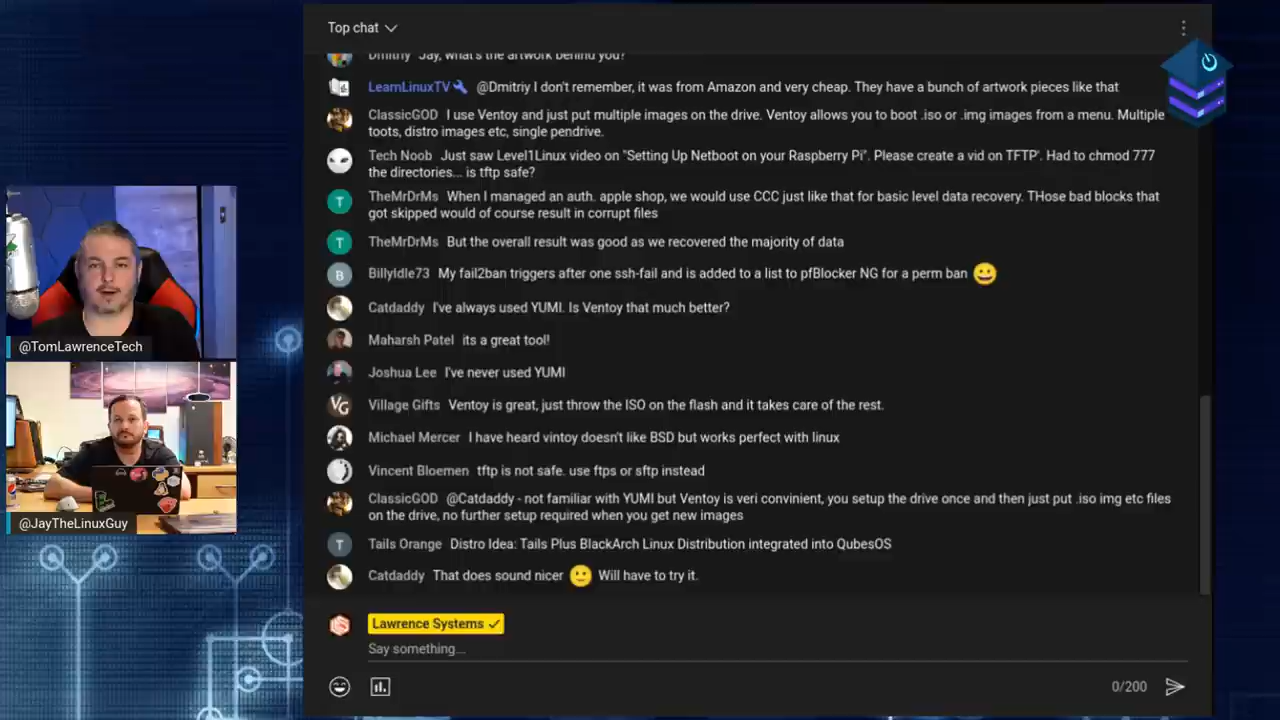 Top chat
Dmitriy Jay, what's the artwork behind you?
LearnLinuxTV @Dmitriy I don't remember, it was from Amazon and very cheap. They have a bunch of artwork pieces like that
ClassicGOD I use Ventoy and just put multiple images on the drive. Ventoy allows you to boot .iso or .img images from a menu. Multiple
toots, distro images etc, single pendrive.
Tech Noob Just saw Level1Linux video on "Setting Up Netboot on your Raspberry Pi". Please create a vid on TFTP'. Had to chmod 777
the directories... is tftp safe?
TheMrDrMs When I managed an auth. apple shop, we would use CCC just like that for basic level data recovery. THose bad blocks that
got skipped would of course result in corrupt files
TheMrDrMs But the overall result was good as we recovered the majority of data
BillyIdle73 My fail2ban triggers after one ssh-fail and is added to a list to pfBlocker NG for a perm ban 😀
Catdaddy I've always used YUMI. Is Ventoy that much better?
Maharsh Patel its a great tool!
Joshua Lee I've never used YUMI
Village Gifts Ventoy is great, just throw the ISO on the flash and it takes care of the rest.
Michael Mercer I have heard vintoy doesn't like BSD but works perfect with linux
Vincent Bloemen tftp is not safe. use ftps or sftp instead
ClassicGOD @Catdaddy - not familiar with YUMI but Ventoy is veri convinient, you setup the drive once and then just put .iso img etc files
on the drive, no further setup required when you get new images
Tails Orange Distro Idea: Tails Plus BlackArch Linux Distribution integrated into QubesOS
Catdaddy That does sound nicer 🙂 Will have to try it.
Lawrence Systems
Say something...
0/200
@TomLawrenceTech
@JayTheLinuxGuy
T
T
B
VG
T